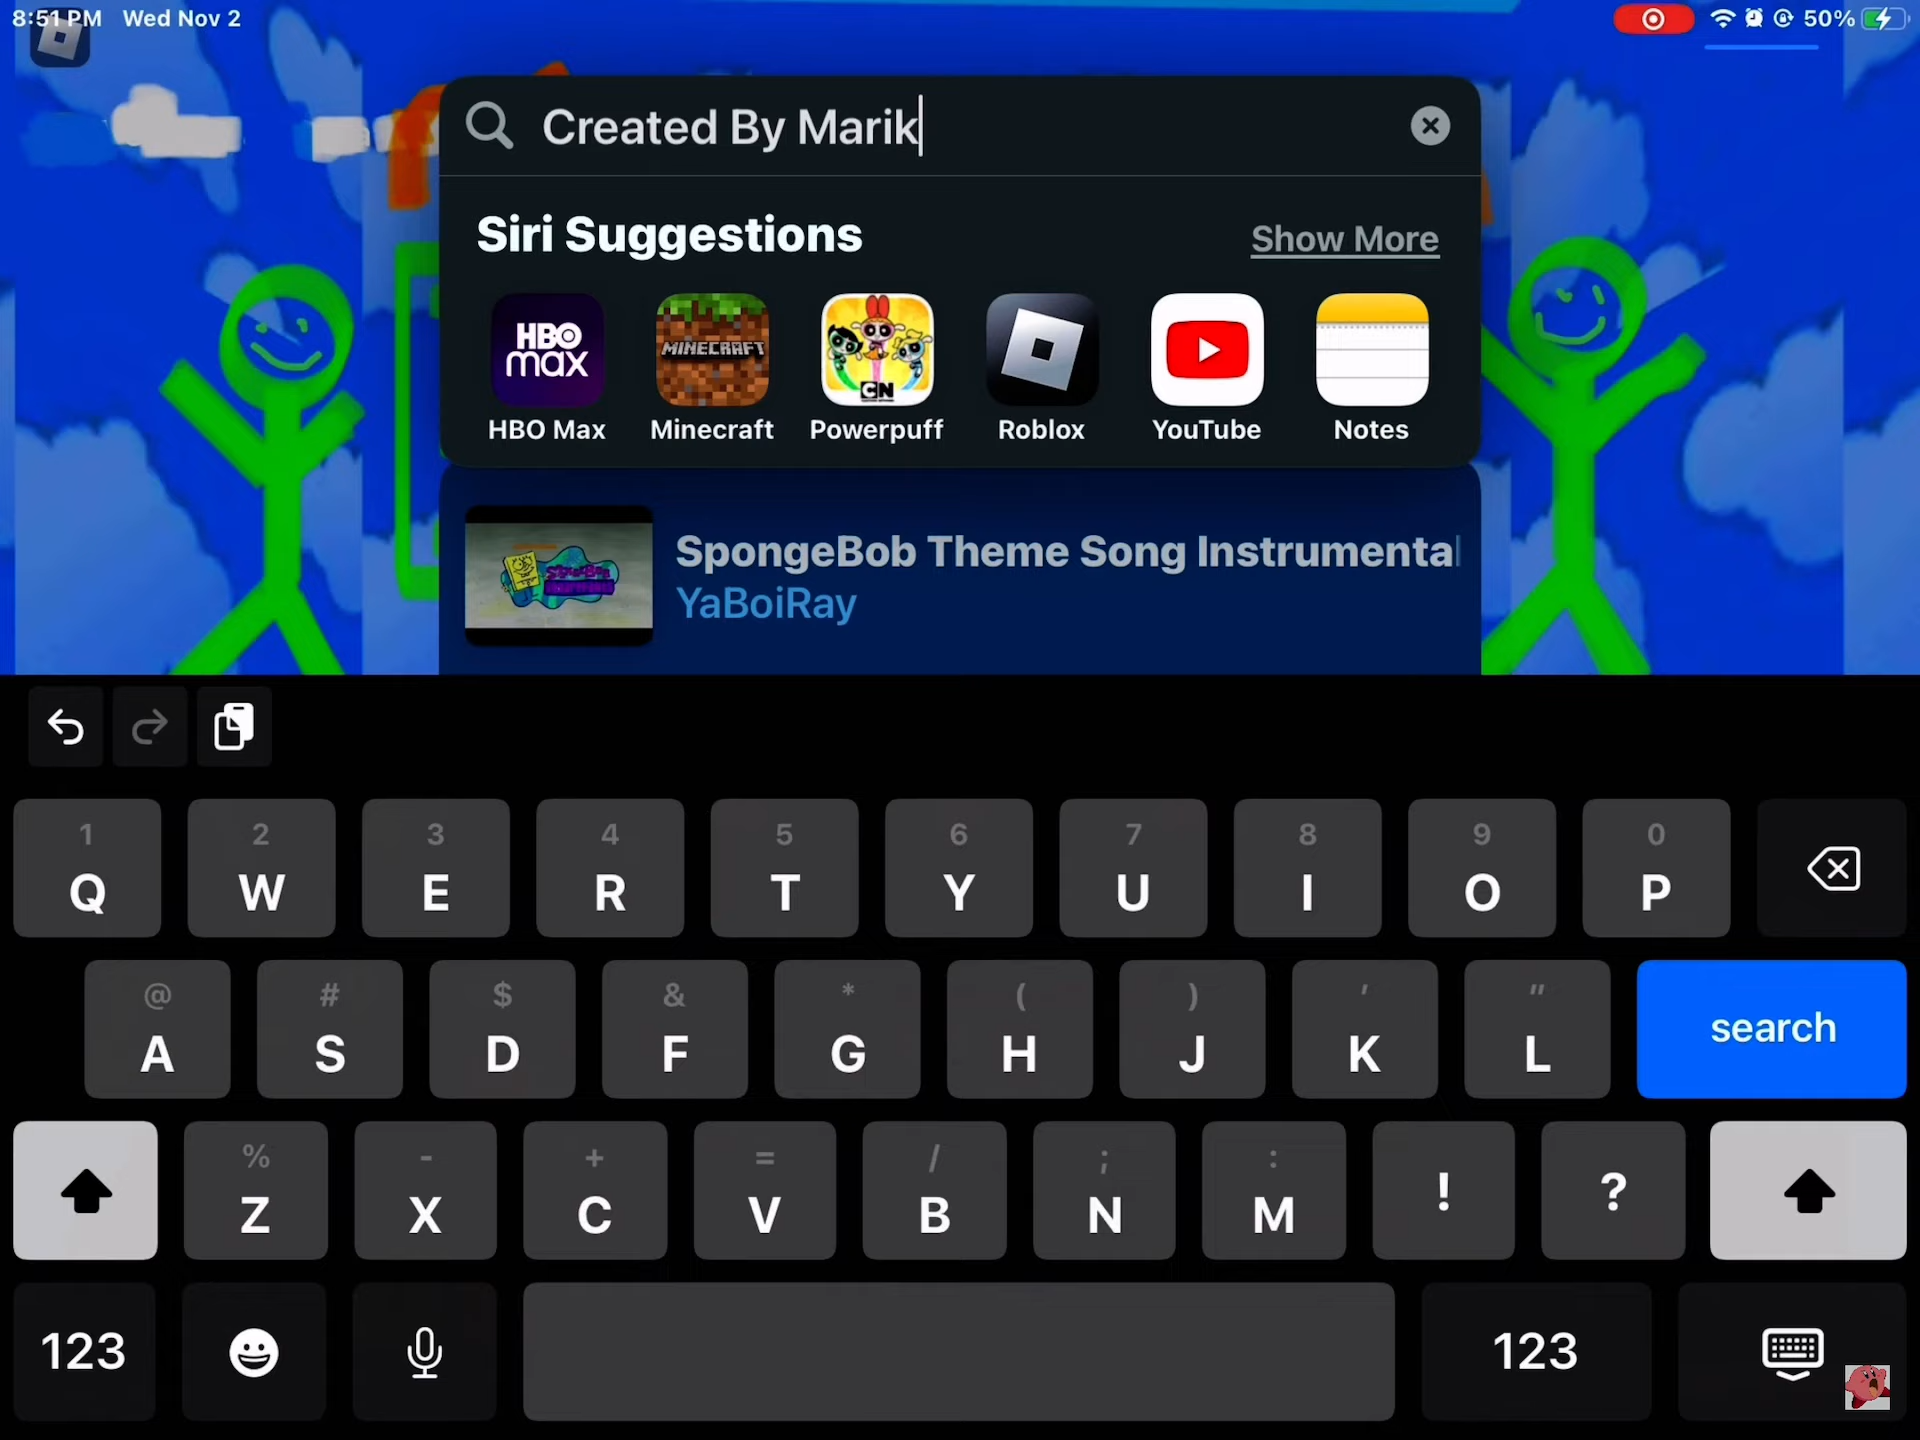 8:51 PM Wed Nov 2
50%
Created By Marik
Siri Suggestions
Show More
HBO
max
MINECRAFT
CN
HBO Max
Minecraft
Powerpuff
Roblox
YouTube
Notes
SpongeBob Theme Song Instrumental
YaBoiRay
1 2 3 4 5 6 7 8 9 0
Q W E R T Y U I O P
@ # $ & * ( ) ' "
A S D F G H J K L
search
% - + = / ; :
Z X C V B N M ! ?
123
123